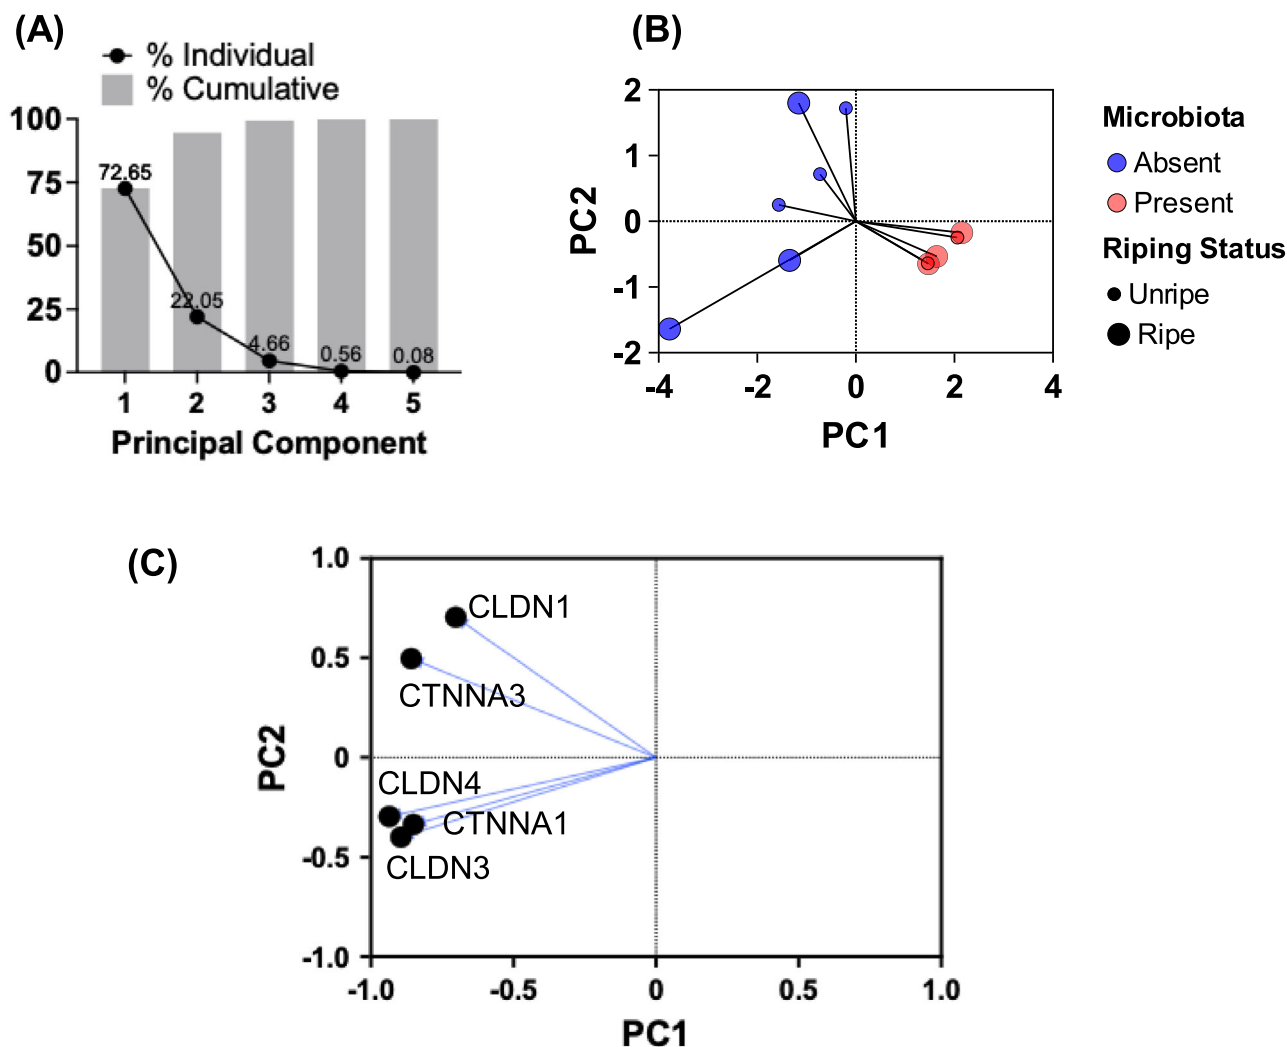 (A)
% Individual
% Cumulative
100
75
50
25
0
72.65
22.05
4.66
0.56
0.08
1 2 3 4 5
Principal Component
(B)
2
1
0
-1
-2
PC2
-4 -2 0 2 4
PC1
Microbiota
Absent
Present
Riping Status
Unripe
Ripe
(C)
1.0
0.5
0
-0.5
-1.0
PC2
CLDN1
CTNNA3
CLDN4
CTNNA1
CLDN3
-1.0 -0.5 0 0.5 1.0
PC1